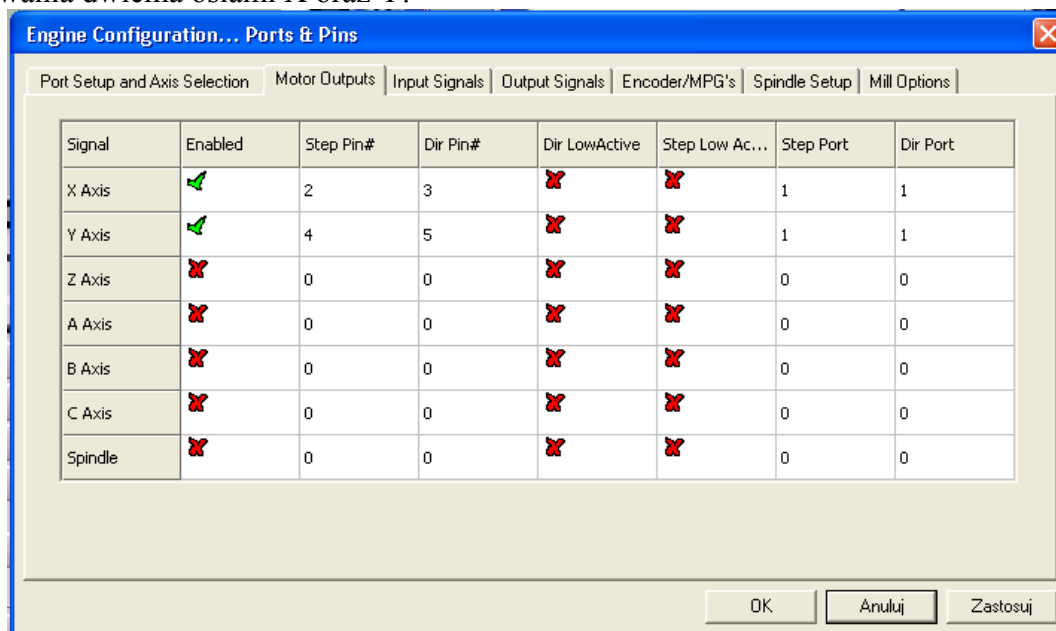 dwiema osiami X oraz Y.
Engine Configuration... Ports & Pins
Port Setup and Axis Selection Motor Outputs Input Signals Output Signals Encoder/MPG's Spindle Setup Mill Options
Signal Enabled Step Pin# Dir Pin# Dir LowActive Step Low Ac... Step Port Dir Port
X Axis 2 3 1 1
Y Axis 4 5 1 1
Z Axis 0 0 0 0
A Axis 0 0 0 0
B Axis 0 0 0 0
C Axis 0 0 0 0
Spindle 0 0 0 0
OK Anuluj Zastosuj